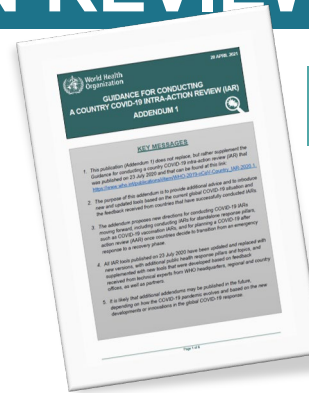 N REVIEW
28 APRIL 2021
World Health
Organization
GUIDANCE FOR CONDUCTING
A COUNTRY COVID-19 INTRA-ACTION REVIEW (IAR)
ADDENDUM 1
KEY MESSAGES
1. This publication (Addendum 1) does not replace, but rather supplement the
Guidance for conducting a country COVID-19 intra-action review (IAR) that
was published on 23 July 2020 and that can be found at this link:
https://www.who.int/publications/i/item/WHO-2019-nCoV-Country_IAR-2020.1
2. The purpose of this addendum is to provide additional advice and to introduce
new and updated tools based on the current global COVID-19 situation and
the feedback received from countries that have successfully conducted IARs.
3. The addendum proposes new directions for conducting COVID-19 IARs
moving forward, including conducting IARs for standalone response pillars,
such as COVID-19 vaccination IARs, and for planning a COVID-19 after
action review (AAR) once countries decide to transition from an emergency
response to a recovery phase.
4. All IAR tools published on 23 July 2020 have been updated and replaced with
new versions, with additional public health response pillars and topics, and
supplemented with new tools that were developed based on feedback
received from technical experts from WHO headquarters, regional and country
offices, as well as partners.
5. It is likely that additional addendums may be published in the future,
depending on how the COVID-19 pandemic evolves and based on the new
developments or innovations in the global COVID-19 response.